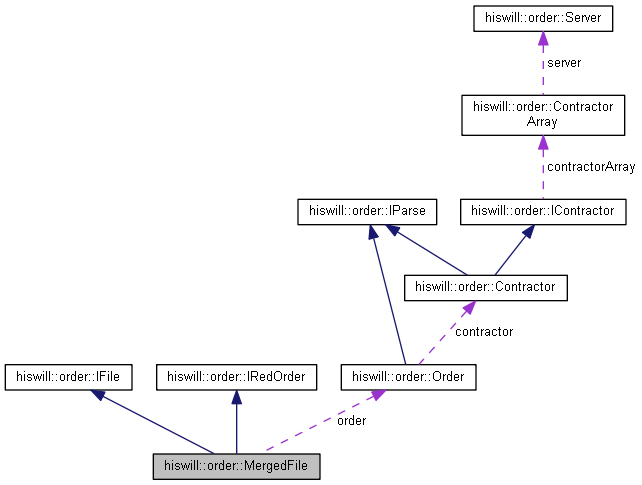 hiswill::order::Server
server
hiswill::order::Contractor
Array
contractorArray
hiswill::order::IParse
hiswill::order::IContractor
hiswill::order::Contractor
contractor
hiswill::order::IFile
hiswill::order::IRedOrder
hiswill::order::Order
order
hiswill::order::MergedFile